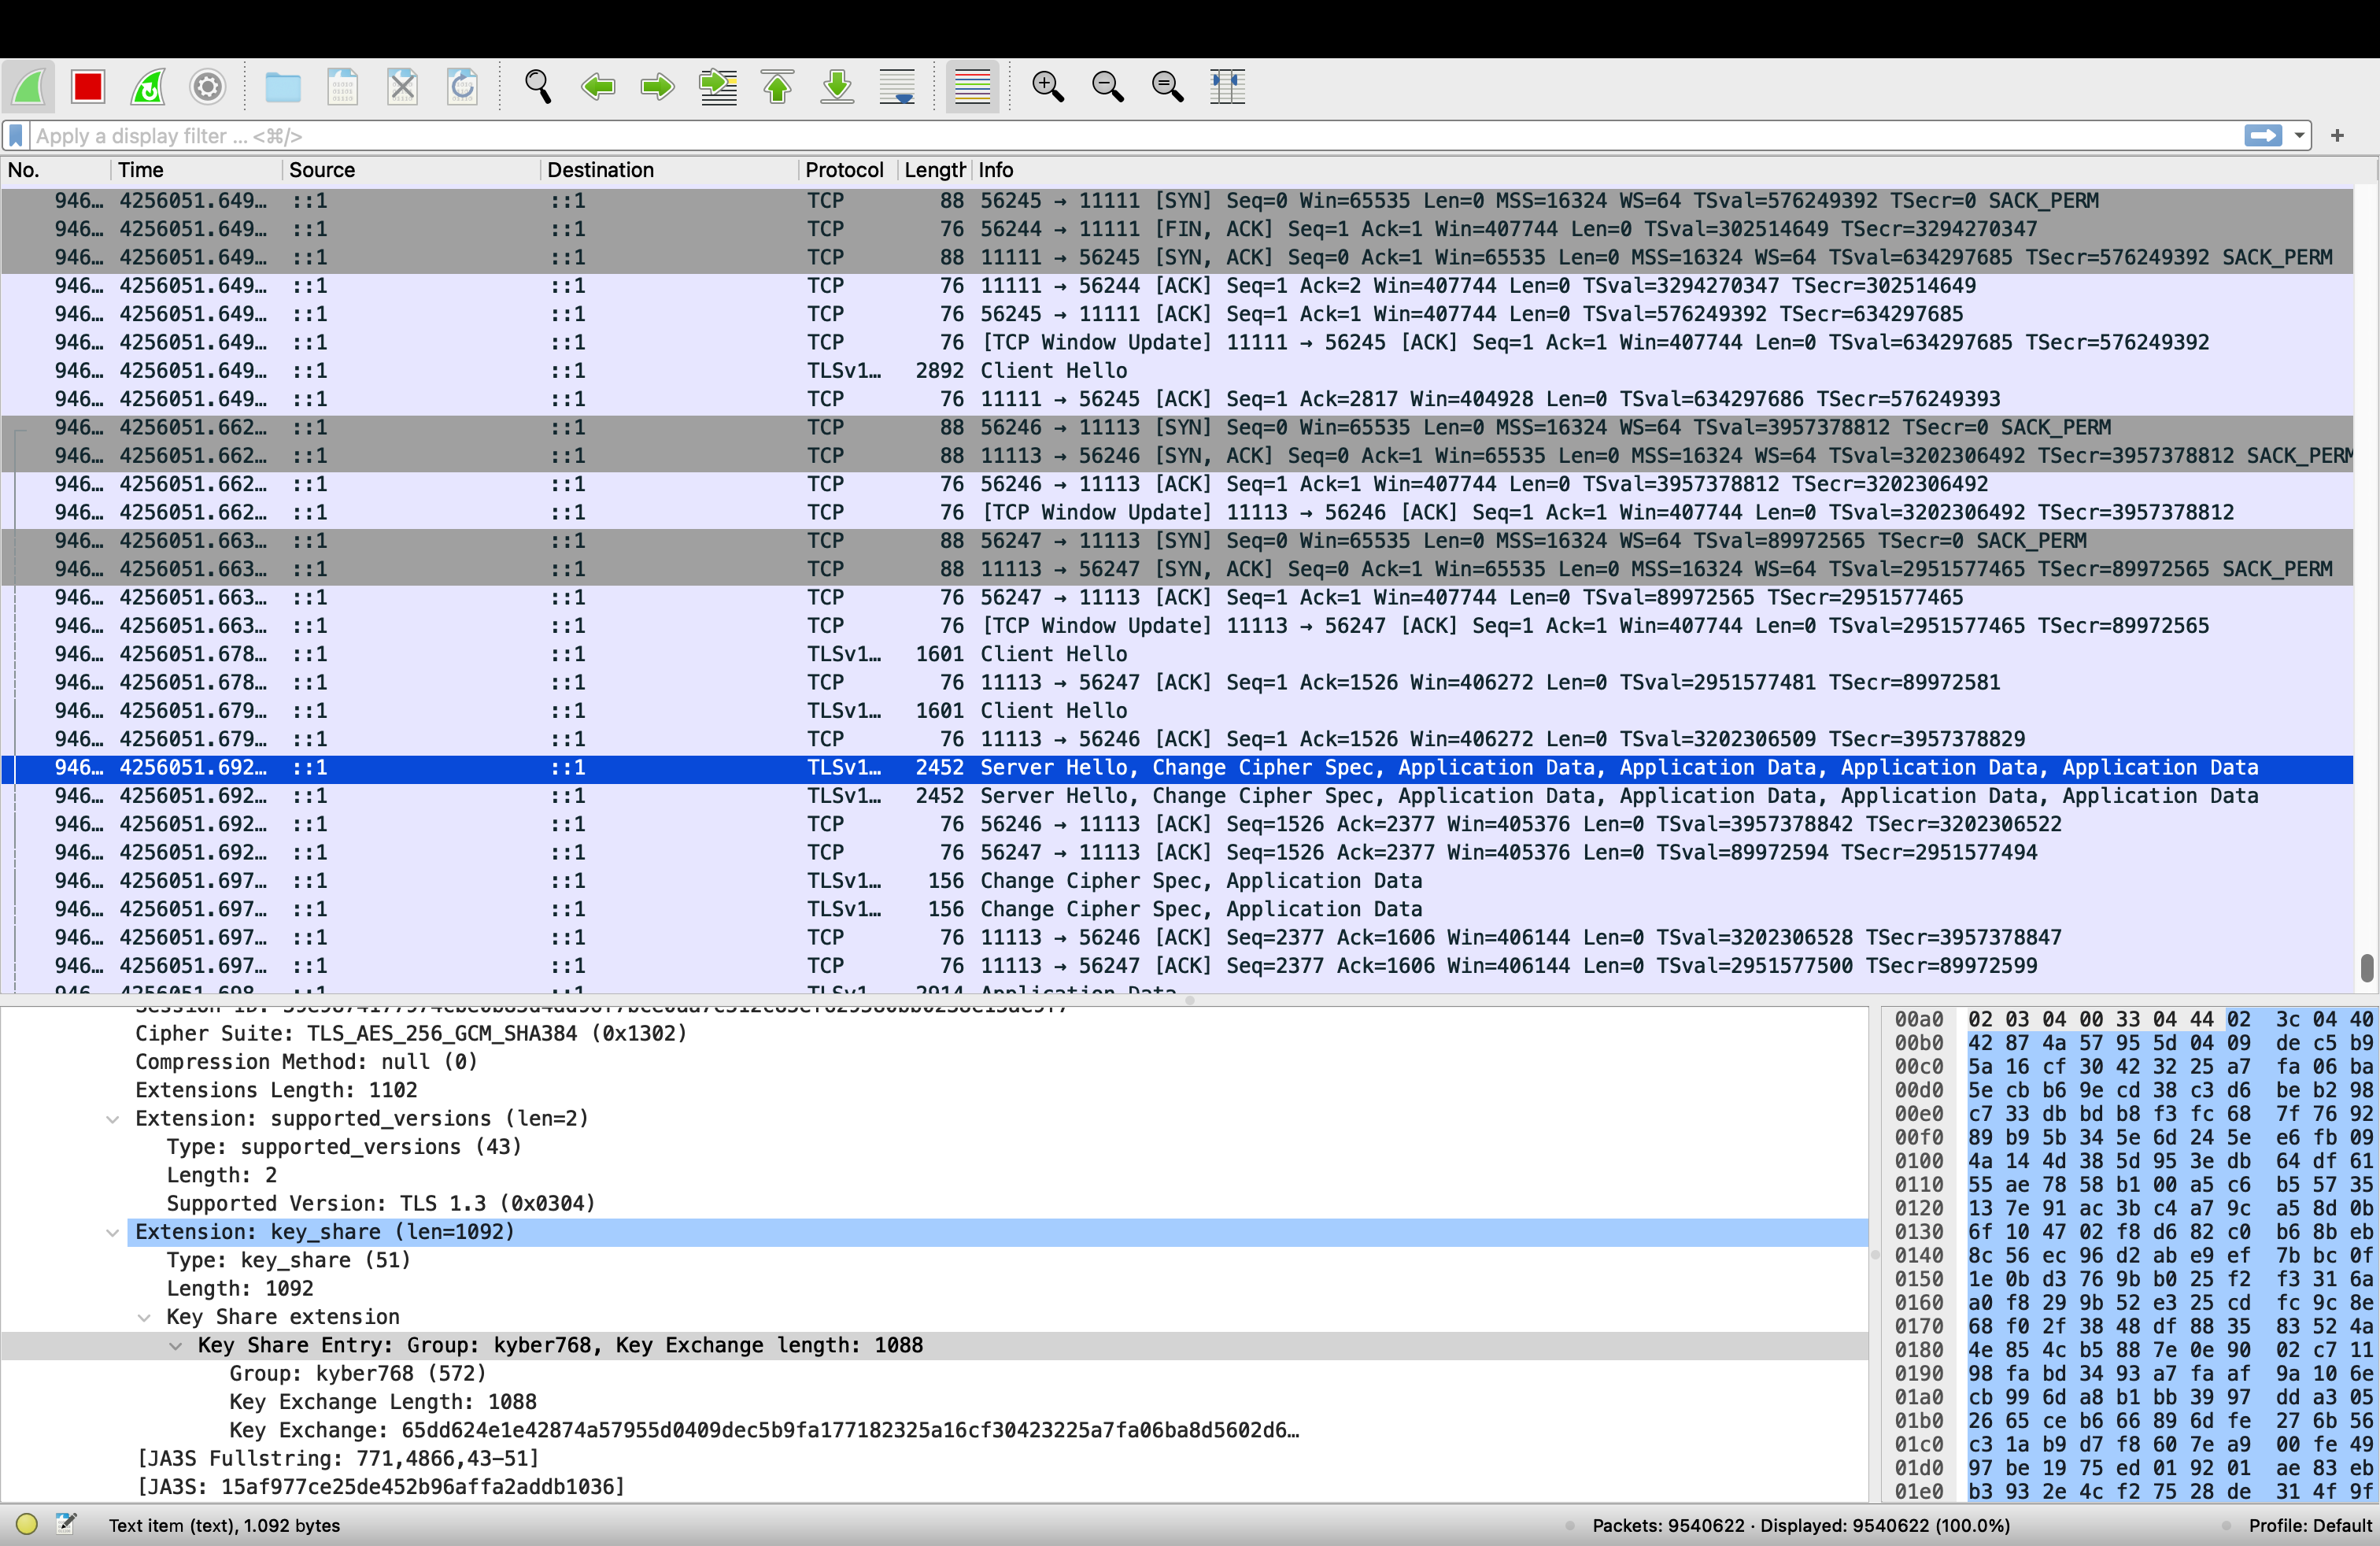 Apply a display filter ... <⌘/>
+
No. Time Source Destination Protocol Length Info
946… 4256051.649… ::1 ::1 TCP 88 56245 → 11111 [SYN] Seq=0 Win=65535 Len=0 MSS=16324 WS=64 TSval=576249392 TSecr=0 SACK_PERM
946… 4256051.649… ::1 ::1 TCP 76 56244 → 11111 [FIN, ACK] Seq=1 Ack=1 Win=407744 Len=0 TSval=302514649 TSecr=3294270347
946… 4256051.649… ::1 ::1 TCP 88 11111 → 56245 [SYN, ACK] Seq=0 Ack=1 Win=65535 Len=0 MSS=16324 WS=64 TSval=634297685 TSecr=576249392 SACK_PERM
946… 4256051.649… ::1 ::1 TCP 76 11111 → 56244 [ACK] Seq=1 Ack=2 Win=407744 Len=0 TSval=3294270347 TSecr=302514649
946… 4256051.649… ::1 ::1 TCP 76 56245 → 11111 [ACK] Seq=1 Ack=1 Win=407744 Len=0 TSval=576249392 TSecr=634297685
946… 4256051.649… ::1 ::1 TCP 76 [TCP Window Update] 11111 → 56245 [ACK] Seq=1 Ack=1 Win=407744 Len=0 TSval=634297685 TSecr=576249392
946… 4256051.649… ::1 ::1 TLSv1… 2892 Client Hello
946… 4256051.649… ::1 ::1 TCP 76 11111 → 56245 [ACK] Seq=1 Ack=2817 Win=404928 Len=0 TSval=634297686 TSecr=576249393
946… 4256051.662… ::1 ::1 TCP 88 56246 → 11113 [SYN] Seq=0 Win=65535 Len=0 MSS=16324 WS=64 TSval=3957378812 TSecr=0 SACK_PERM
946… 4256051.662… ::1 ::1 TCP 88 11113 → 56246 [SYN, ACK] Seq=0 Ack=1 Win=65535 Len=0 MSS=16324 WS=64 TSval=3202306492 TSecr=3957378812 SACK_PERM
946… 4256051.662… ::1 ::1 TCP 76 56246 → 11113 [ACK] Seq=1 Ack=1 Win=407744 Len=0 TSval=3957378812 TSecr=3202306492
946… 4256051.662… ::1 ::1 TCP 76 [TCP Window Update] 11113 → 56246 [ACK] Seq=1 Ack=1 Win=407744 Len=0 TSval=3202306492 TSecr=3957378812
946… 4256051.663… ::1 ::1 TCP 88 56247 → 11113 [SYN] Seq=0 Win=65535 Len=0 MSS=16324 WS=64 TSval=89972565 TSecr=0 SACK_PERM
946… 4256051.663… ::1 ::1 TCP 88 11113 → 56247 [SYN, ACK] Seq=0 Ack=1 Win=65535 Len=0 MSS=16324 WS=64 TSval=2951577465 TSecr=89972565 SACK_PERM
946… 4256051.663… ::1 ::1 TCP 76 56247 → 11113 [ACK] Seq=1 Ack=1 Win=407744 Len=0 TSval=89972565 TSecr=2951577465
946… 4256051.663… ::1 ::1 TCP 76 [TCP Window Update] 11113 → 56247 [ACK] Seq=1 Ack=1 Win=407744 Len=0 TSval=2951577465 TSecr=89972565
946… 4256051.678… ::1 ::1 TLSv1… 1601 Client Hello
946… 4256051.678… ::1 ::1 TCP 76 11113 → 56247 [ACK] Seq=1 Ack=1526 Win=406272 Len=0 TSval=2951577481 TSecr=89972581
946… 4256051.679… ::1 ::1 TLSv1… 1601 Client Hello
946… 4256051.679… ::1 ::1 TCP 76 11113 → 56246 [ACK] Seq=1 Ack=1526 Win=406272 Len=0 TSval=3202306509 TSecr=3957378829
946… 4256051.692… ::1 ::1 TLSv1… 2452 Server Hello, Change Cipher Spec, Application Data, Application Data, Application Data, Application Data
946… 4256051.692… ::1 ::1 TLSv1… 2452 Server Hello, Change Cipher Spec, Application Data, Application Data, Application Data, Application Data
946… 4256051.692… ::1 ::1 TCP 76 56246 → 11113 [ACK] Seq=1526 Ack=2377 Win=405376 Len=0 TSval=3957378842 TSecr=3202306522
946… 4256051.692… ::1 ::1 TCP 76 56247 → 11113 [ACK] Seq=1526 Ack=2377 Win=405376 Len=0 TSval=89972594 TSecr=2951577494
946… 4256051.697… ::1 ::1 TLSv1… 156 Change Cipher Spec, Application Data
946… 4256051.697… ::1 ::1 TLSv1… 156 Change Cipher Spec, Application Data
946… 4256051.697… ::1 ::1 TCP 76 11113 → 56246 [ACK] Seq=2377 Ack=1606 Win=406144 Len=0 TSval=3202306528 TSecr=3957378847
946… 4256051.697… ::1 ::1 TCP 76 11113 → 56247 [ACK] Seq=2377 Ack=1606 Win=406144 Len=0 TSval=2951577500 TSecr=89972599
946… 4256051.698… ::1 ::1 TLSv1… 2914 Application Data
Session ID:
Cipher Suite: TLS_AES_256_GCM_SHA384 (0x1302)
Compression Method: null (0)
Extensions Length: 1102
Extension: supported_versions (len=2)
Type: supported_versions (43)
Length: 2
Supported Version: TLS 1.3 (0x0304)
Extension: key_share (len=1092)
Type: key_share (51)
Length: 1092
Key Share extension
Key Share Entry: Group: kyber768, Key Exchange length: 1088
Group: kyber768 (572)
Key Exchange Length: 1088
Key Exchange: 65dd624e1e42874a57955d0409dec5b9fa177182325a16cf30423225a7fa06ba8d5602d6…
[JA3S Fullstring: 771,4866,43-51]
[JA3S: 15af977ce25de452b96affa2addb1036]
00a0 02 03 04 00 33 04 44 02 3c 04 40
00b0 42 87 4a 57 95 5d 04 09 de c5 b9
00c0 5a 16 cf 30 42 32 25 a7 fa 06 ba
00d0 5e cb b6 9e cd 38 c3 d6 be b2 98
00e0 c7 33 db bd b8 f3 fc 68 7f 76 92
00f0 89 b9 5b 34 5e 6d 24 5e e6 fb 09
0100 4a 14 4d 38 5d 95 3e db 64 df 61
0110 55 ae 78 58 b1 00 a5 c6 b5 57 35
0120 13 7e 91 ac 3b c4 a7 9c a5 8d 0b
0130 6f 10 47 02 f8 d6 82 c0 b6 8b eb
0140 8c 56 ec 96 d2 ab e9 ef 7b bc 0f
0150 1e 0b d3 76 9b b0 25 f2 f3 31 6a
0160 a0 f8 29 9b 52 e3 25 cd fc 9c 8e
0170 68 f0 2f 38 48 df 88 35 83 52 4a
0180 4e 85 4c b5 88 7e 0e 90 02 c7 11
0190 98 fa bd 34 93 a7 fa af 9a 10 6e
01a0 cb 99 6d a8 b1 bb 39 97 dd a3 05
01b0 26 65 ce b6 66 89 6d fe 27 6b 56
01c0 c3 1a b9 d7 f8 60 7e a9 00 fe 49
01d0 97 be 19 75 ed 01 92 01 ae 83 eb
01e0 b3 93 2e 4c f2 75 28 de 31 4f 9f
Text item (text), 1.092 bytes
Packets: 9540622 · Displayed: 9540622 (100.0%)
Profile: Default